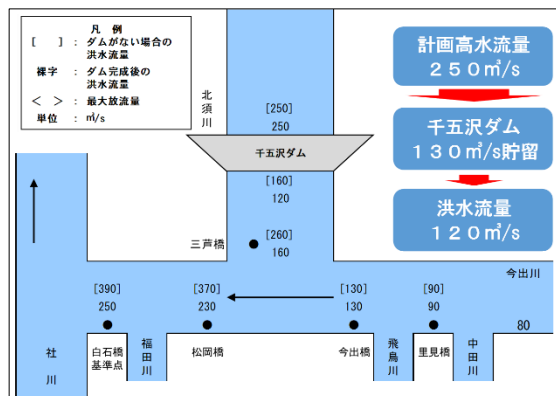 凡 例
[ ] : ダムがない場合の
洪水流量
裸字 : ダム完成後の
洪水流量
< > : 最大放流量
単位 : ㎥/s
北須川
[250]
250
千五沢ダム
[160]
120
三芦橋
[260]
160
計画高水流量
250㎥/s
千五沢ダム
130㎥/s貯留
洪水流量
120㎥/s
今出川
[390]
250
[370]
230
[130]
130
[90]
90
80
社川
白石橋
基準点
福田川
松岡橋
今出橋
飛鳥川
里見橋
中田川